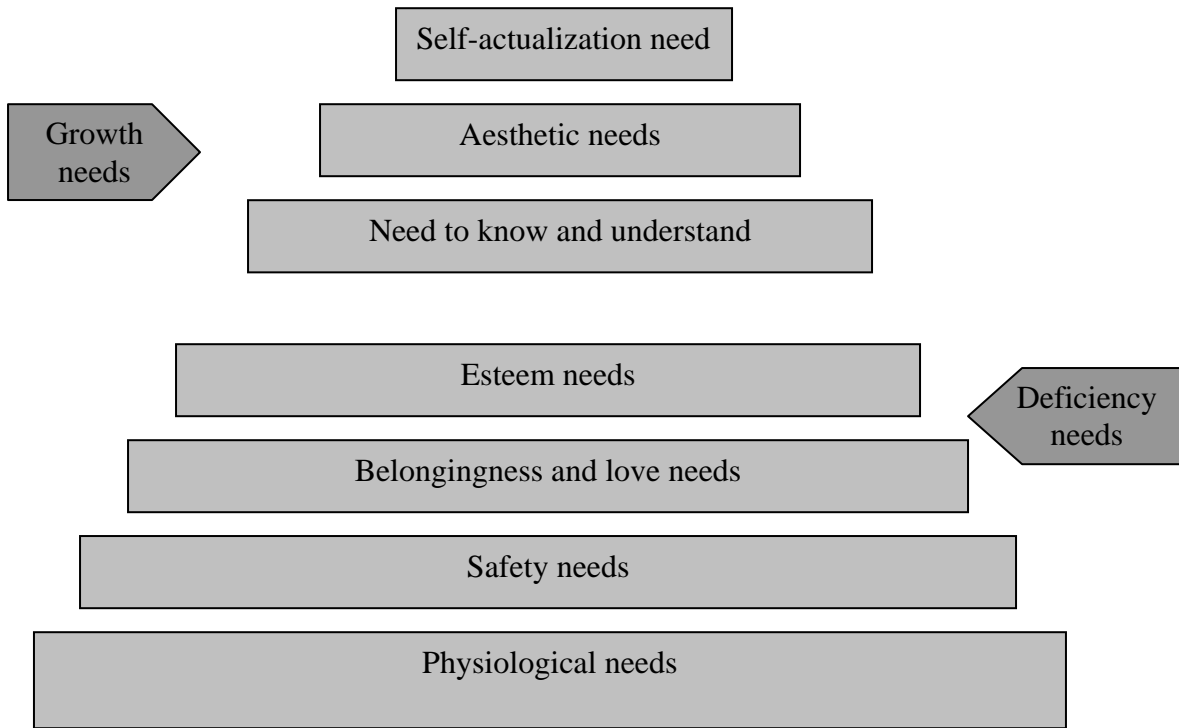 Self-actualization need
Growth
needs
Aesthetic needs
Need to know and understand
Esteem needs
Deficiency
needs
Belongingness and love needs
Safety needs
Physiological needs